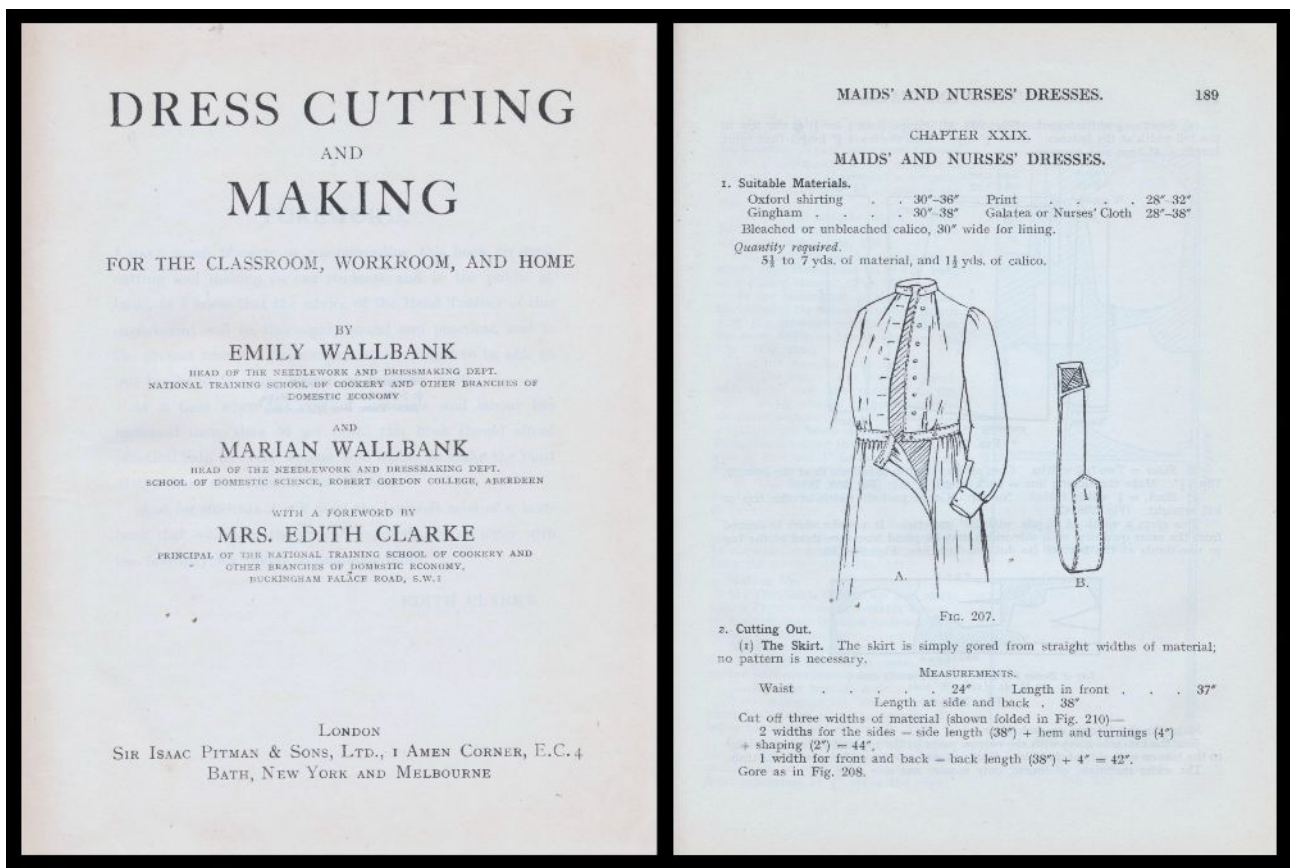 DRESS CUTTING
AND
MAKING
FOR THE CLASSROOM, WORKROOM, AND HOME
BY
EMILY WALLBANK
HEAD OF THE NEEDLEWORK AND DRESSMAKING DEPT.
NATIONAL TRAINING SCHOOL OF COOKERY AND OTHER BRANCHES OF
DOMESTIC ECONOMY
AND
MARIAN WALLBANK
HEAD OF THE NEEDLEWORK AND DRESSMAKING DEPT.
SCHOOL OF DOMESTIC SCIENCE, ROBERT GORDON COLLEGE, ABERDEEN
WITH A FOREWORD BY
MRS. EDITH CLARKE
PRINCIPAL OF THE NATIONAL TRAINING SCHOOL OF COOKERY AND
OTHER BRANCHES OF DOMESTIC ECONOMY,
BUCKINGHAM PALACE ROAD, S.W.1
LONDON
SIR ISAAC PITMAN & SONS, LTD., 1 AMEN CORNER, E.C.4
BATH, NEW YORK AND MELBOURNE
MAIDS' AND NURSES' DRESSES. 189
CHAPTER XXIX.
MAIDS' AND NURSES' DRESSES.
1. Suitable Materials.
Oxford shirting . . 30″–36″ Print . . . . 28″–32″
Gingham . . . . 30″–38″ Galatea or Nurses' Cloth 28″–38″
Bleached or unbleached calico, 30″ wide for lining.
Quantity required.
5½ to 7 yds. of material, and 1½ yds. of calico.
A.
B.
FIG. 207.
2. Cutting Out.
(1) The Skirt. The skirt is simply gored from straight widths of material;
no pattern is necessary.
MEASUREMENTS.
Waist . . . . . 24″ Length in front . . . 37″
Length at side and back . 38″
Cut off three widths of material (shown folded in Fig. 210)—
2 widths for the sides = side length (38″) + hem and turnings (4″)
+ shaping (2″) = 44″.
1 width for front and back = back length (38″) + 4″ = 42″.
Gore as in Fig. 208.